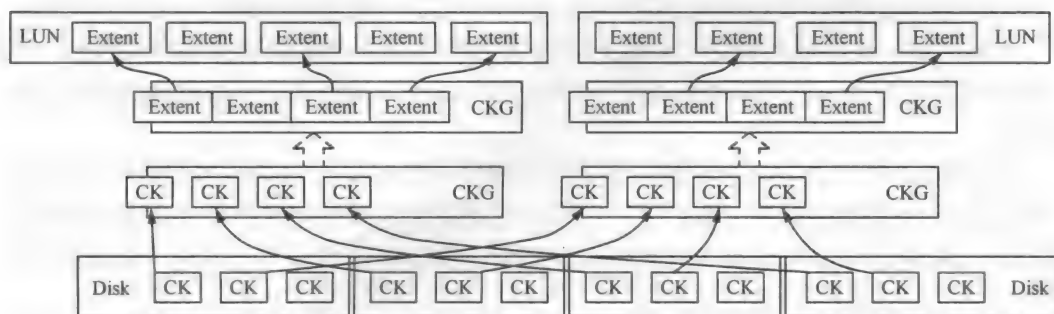 LUN Extent Extent Extent Extent Extent Extent Extent Extent Extent LUN
Extent Extent Extent Extent CKG Extent Extent Extent Extent CKG
CK CK CK CK CKG CK CK CK CK CKG
Disk CK CK CK CK CK CK CK CK CK CK CK CK Disk